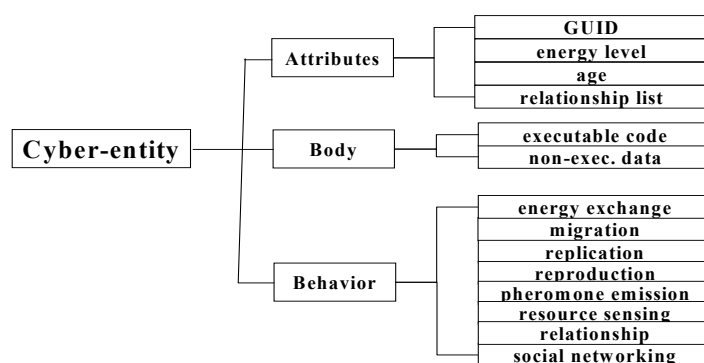 GUID
energy level
Attributes
age
relationship list
Cyber-entity
Body
executable code
non-exec. data
energy exchange
migration
replication
Behavior
reproduction
pheromone emission
resource sensing
relationship
social networking